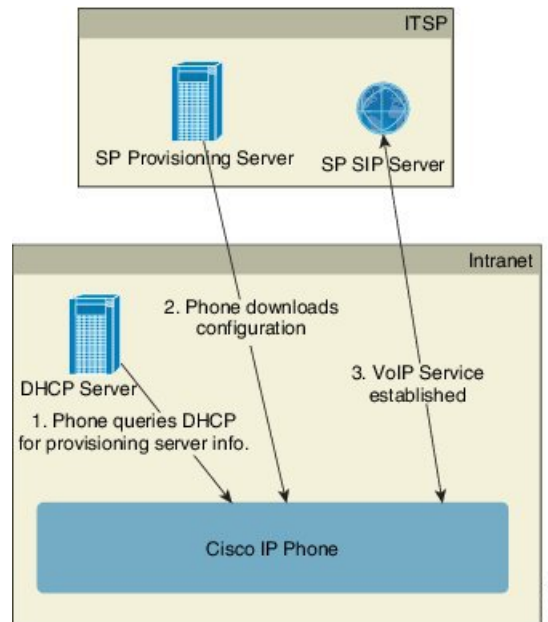 ITSP
SP Provisioning Server
SP SIP Server
Intranet
2. Phone downloads
configuration
DHCP Server
3. VoIP Service
established
1. Phone queries DHCP
for provisioning server info.
Cisco IP Phone